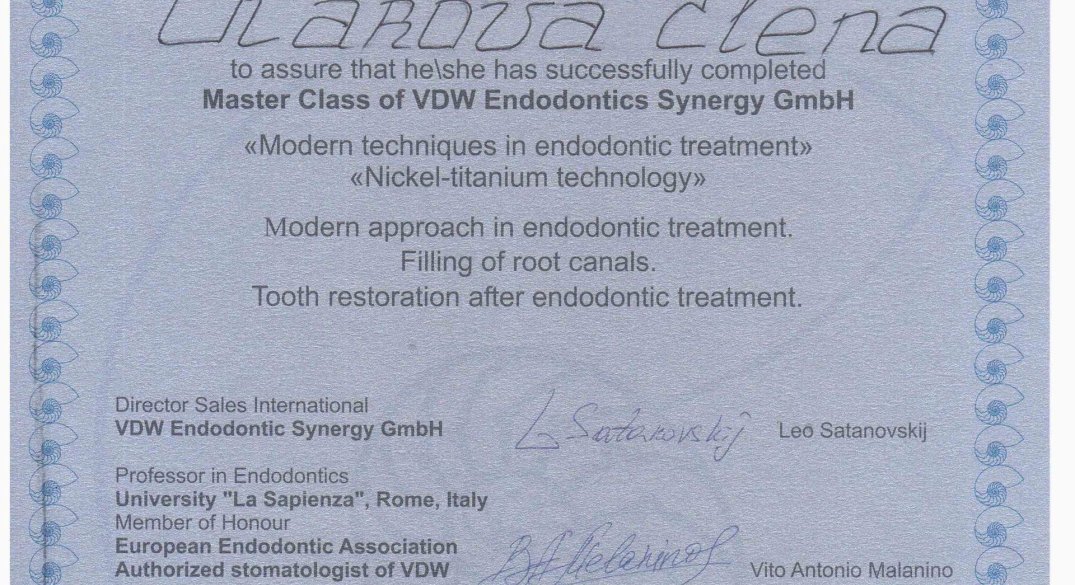 Elena
to assure that he\she has successfully completed
Master Class of VDW Endodontics Synergy GmbH
«Modern techniques in endodontic treatment»
«Nickel-titanium technology»
Modern approach in endodontic treatment.
Filling of root canals.
Tooth restoration after endodontic treatment.
Director Sales International
VDW Endodontic Synergy GmbH
L Satanovskij
Leo Satanovskij
Professor in Endodontics
University "La Sapienza", Rome, Italy
Member of Honour
European Endodontic Association
Authorized stomatologist of VDW
Vito Antonio Malanino